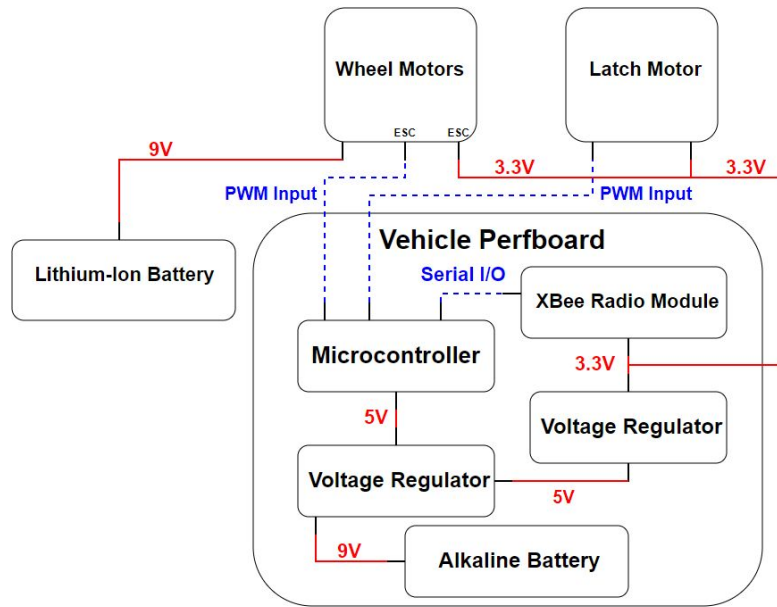 Wheel Motors
Latch Motor
ESC
ESC
9V
3.3V
3.3V
PWM Input
PWM Input
Vehicle Perfboard
Lithium-Ion Battery
Serial I/O
XBee Radio Module
Microcontroller
3.3V
5V
Voltage Regulator
Voltage Regulator
5V
9V
Alkaline Battery